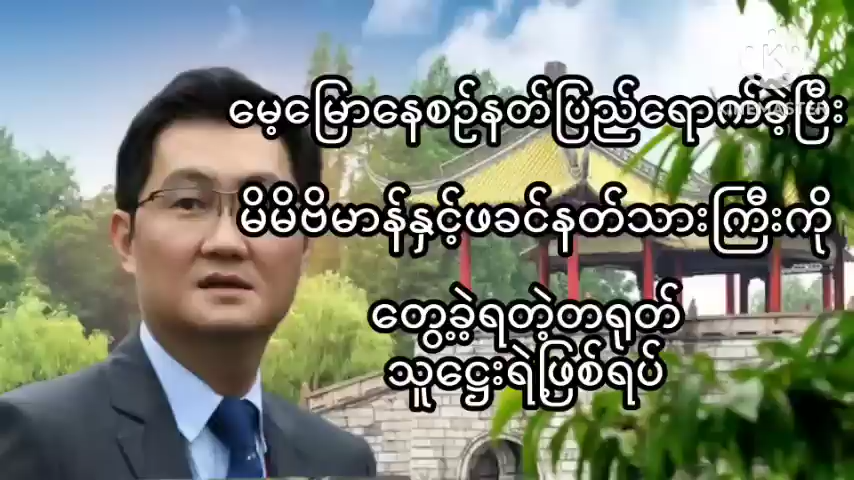 မေ့မြောနေစဉ်နတ်ပြည်ရောက်ခဲ့ပြီး
မိမိဗိမာန်နှင့်ဖခင်နတ်သားကြီးကို
တွေ့ခဲ့ရတဲ့တရုတ်
သူဋ္ဌေးရဲဖြစ်ရပ်
KINEMASTER